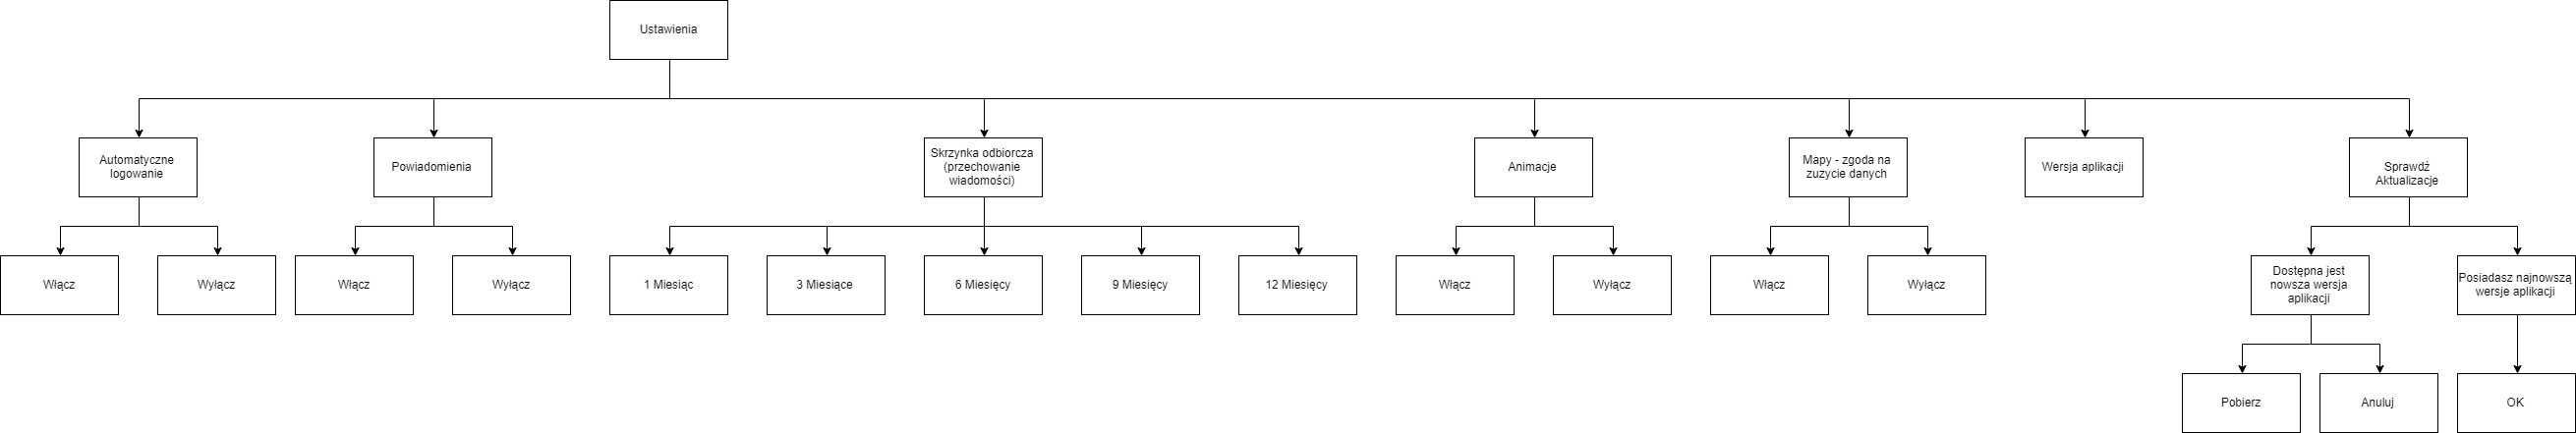 Ustawienia
Automatyczne
logowanie
Powiadomienia
Skrzynka odbiorcza
(przechowanie
wiadomości)
Animacje
Mapy - zgoda na
zuzycie danych
Wersja aplikacji
Sprawdź
Aktualizacje
Włącz
Wyłącz
Włącz
Wyłącz
1 Miesiąc
3 Miesiące
6 Miesięcy
9 Miesięcy
12 Miesięcy
Włącz
Wyłącz
Włącz
Wyłącz
Dostępna jest
nowsza wersja
aplikacji
Posiadasz najnowszą
wersje aplikacji
Pobierz
Anuluj
OK